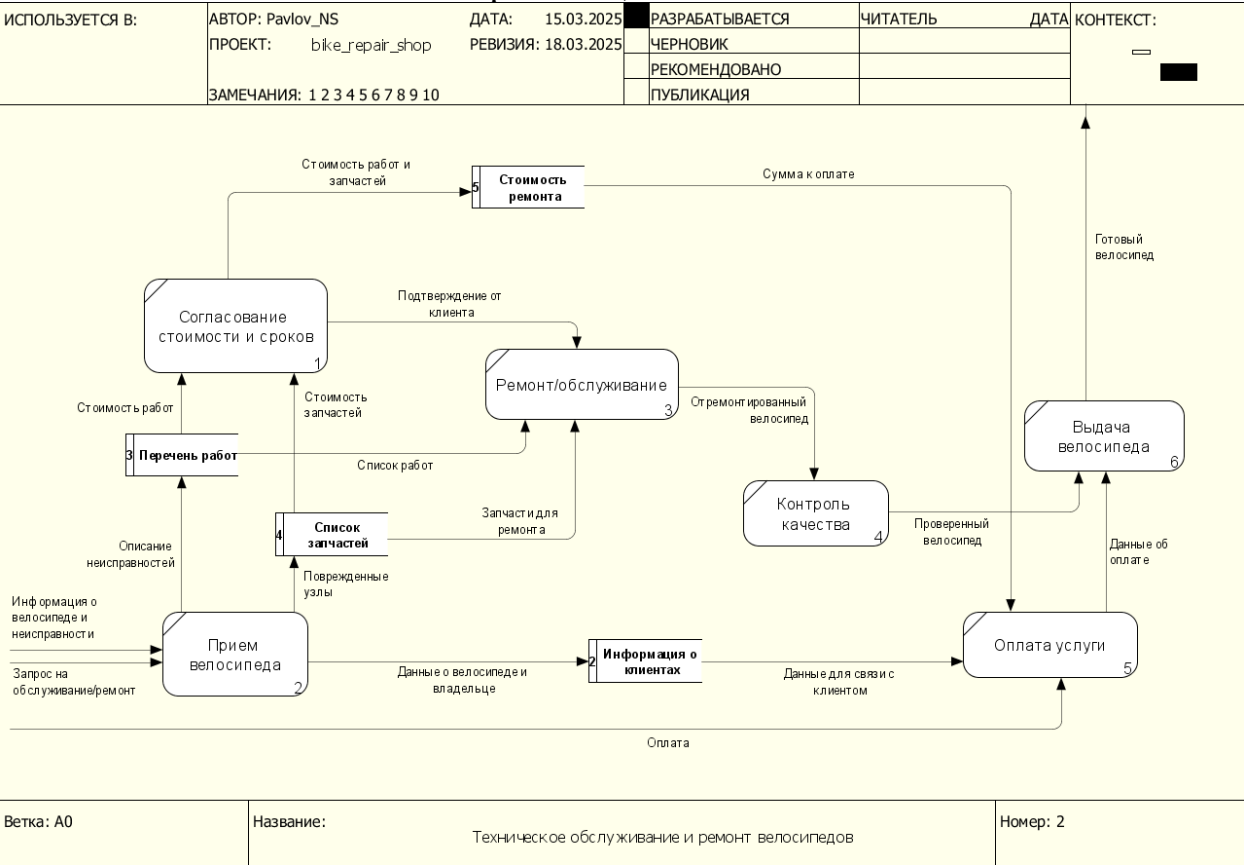 ИСПОЛЬЗУЕТСЯ В:
АВТОР: Pavlov_NS
ДАТА: 15.03.2025
РАЗРАБАТЫВАЕТСЯ
ЧИТАТЕЛЬ
ДАТА
КОНТЕКСТ:
ПРОЕКТ: bike_repair_shop
РЕВИЗИЯ: 18.03.2025
ЧЕРНОВИК
РЕКОМЕНДОВАНО
ЗАМЕЧАНИЯ: 1 2 3 4 5 6 7 8 9 10
ПУБЛИКАЦИЯ
Стоимость работ и
запчастей
5
Стоимость
ремонта
Сумма к оплате
Готовый
велосипед
Согласование
стоимости и сроков
1
Подтверждение от
клиента
Ремонт/обслуживание
3
Стоимость работ
Стоимость
запчастей
Отремонтированный
велосипед
Выдача
велосипеда
6
3
Перечень работ
Список работ
Контроль
качества
4
Запчасти для
ремонта
4
Список
запчастей
Проверенный
велосипед
Данные об
оплате
Описание
неисправностей
Поврежденные
узлы
Информация о
велосипеде и
неисправности
Прием
велосипеда
2
Запрос на
обслуживание/ремонт
Данные о велосипеде и
владельце
2
Информация о
клиентах
Данные для связи с
клиентом
Оплата услуги
5
Оплата
Ветка: A0
Название:
Техническое обслуживание и ремонт велосипедов
Номер: 2